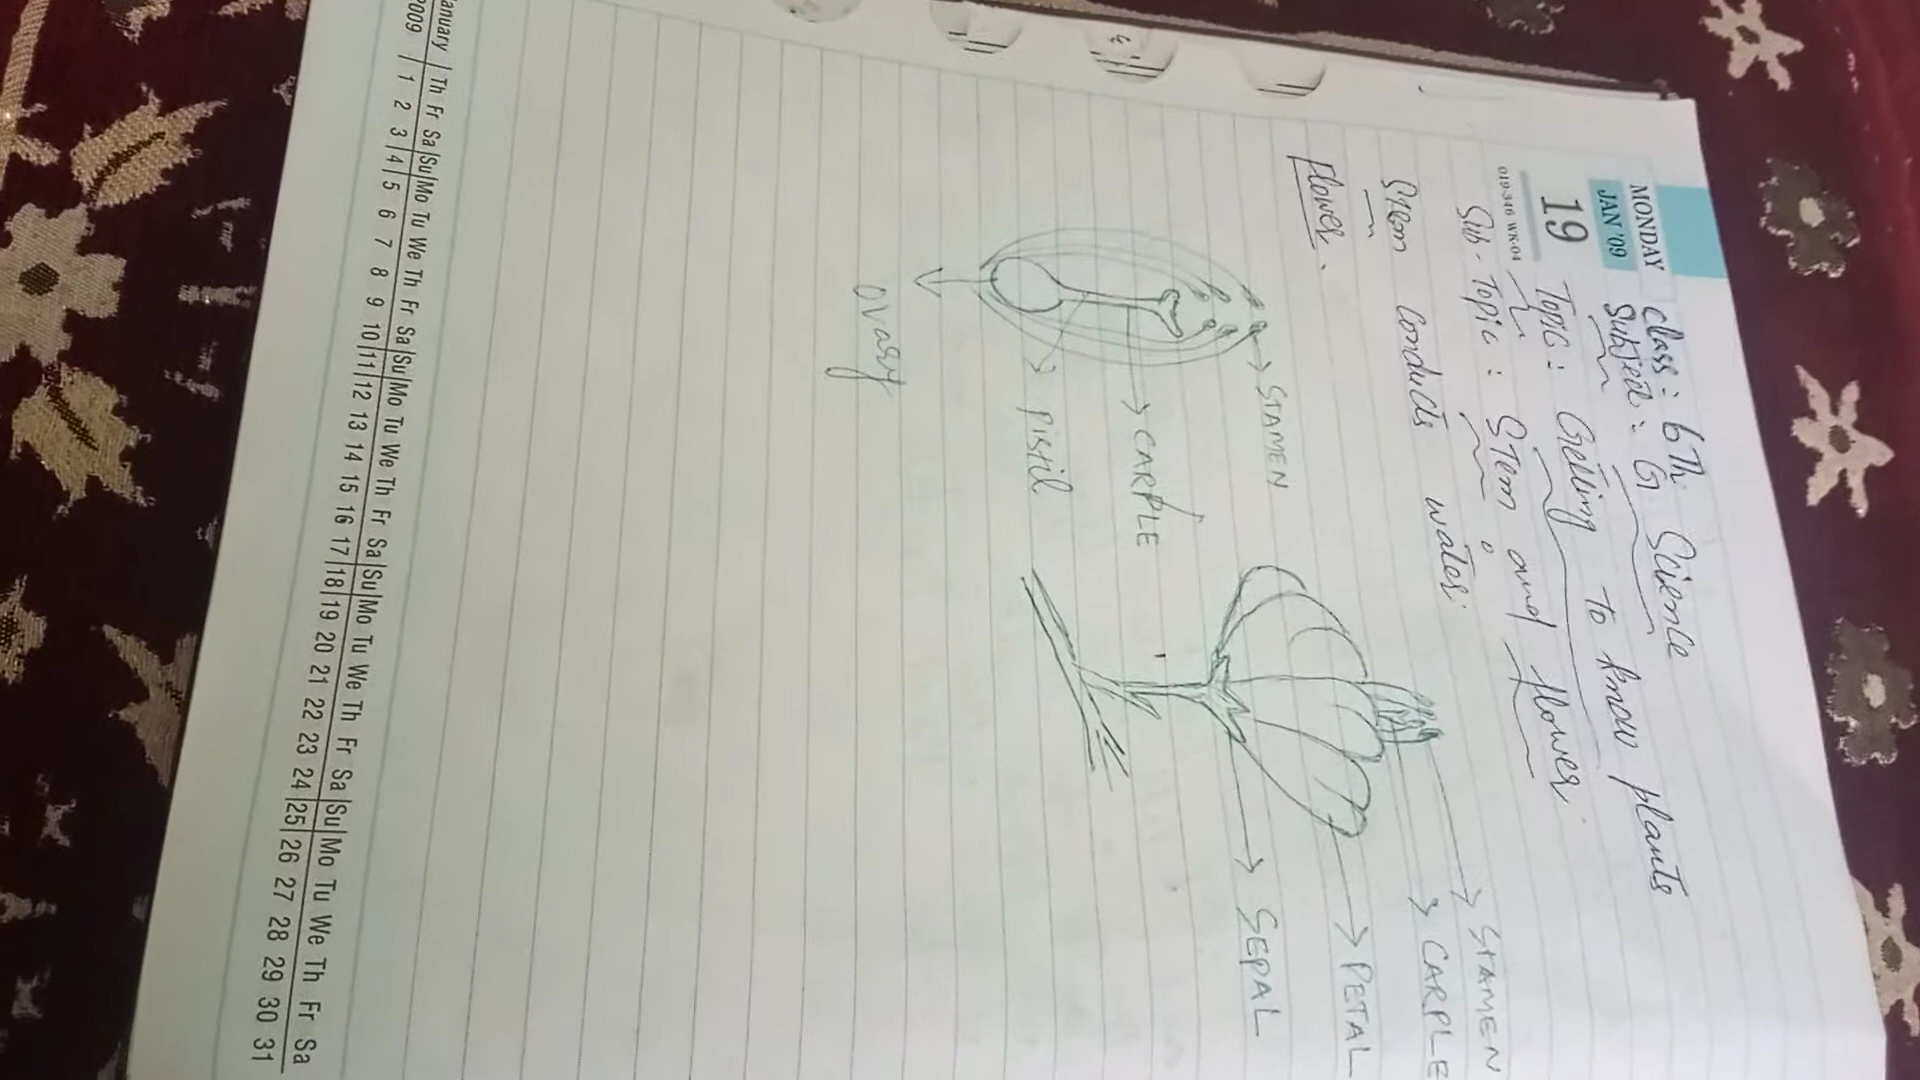 MONDAY
JAN '09
19
019-346 WK-04
Class : 6Th
Subject : G Science
Topic : Getting To know plants
Sub - Topic : STem and flower.
STem conducts water.
Flower.
STAMEN
CARPLE
PETAL
SEPAL
STAMEN
CARPLE
PIStil
Ovary
January Th Fr Sa Su Mo Tu We Th Fr Sa Su Mo Tu We Th Fr Sa Su Mo Tu We Th Fr Sa Su Mo Tu We Th Fr Sa
2009 1 2 3 4 5 6 7 8 9 10 11 12 13 14 15 16 17 18 19 20 21 22 23 24 25 26 27 28 29 30 31